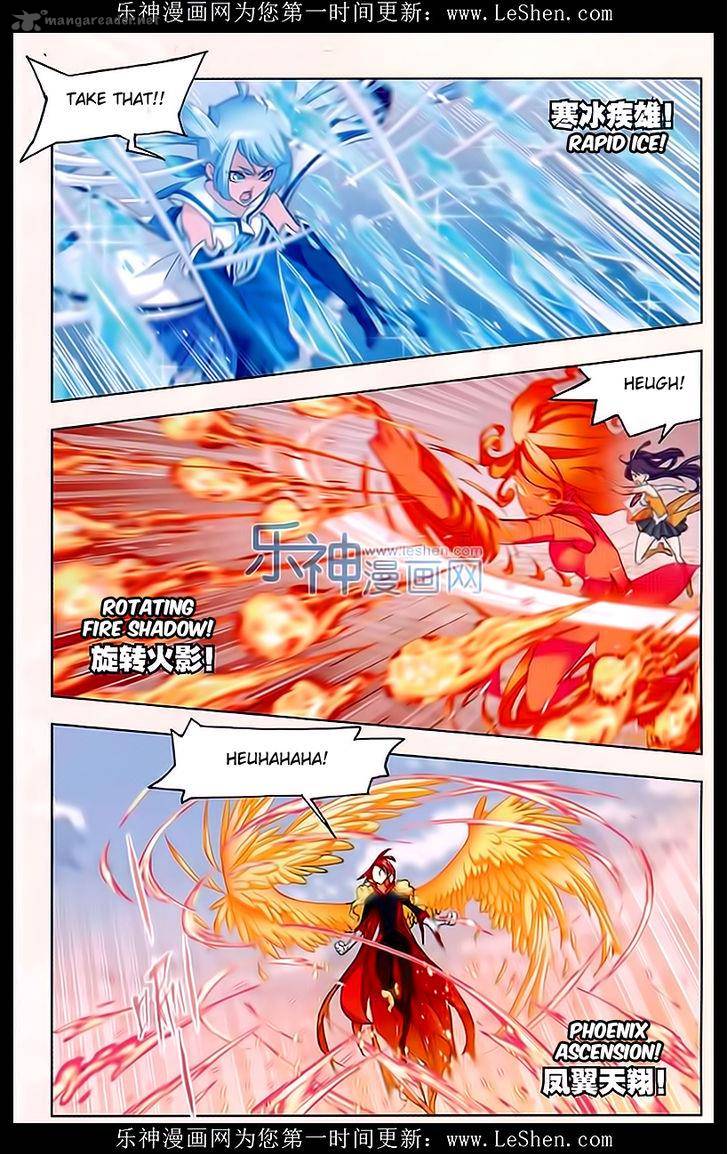 乐神漫画网为您第一时间更新: www.LeShen.com
mangareader.net
TAKE THAT!!
寒冰疾雄!
RAPID ICE!
HEUGH!
乐神漫画网
www.leshen.com
ROTATING
FIRE SHADOW!
旋转火影!
HEUHAHAHA!
PHOENIX
ASCENSION!
凤翼天翔!
乐神漫画网为您第一时间更新: www.LeShen.com